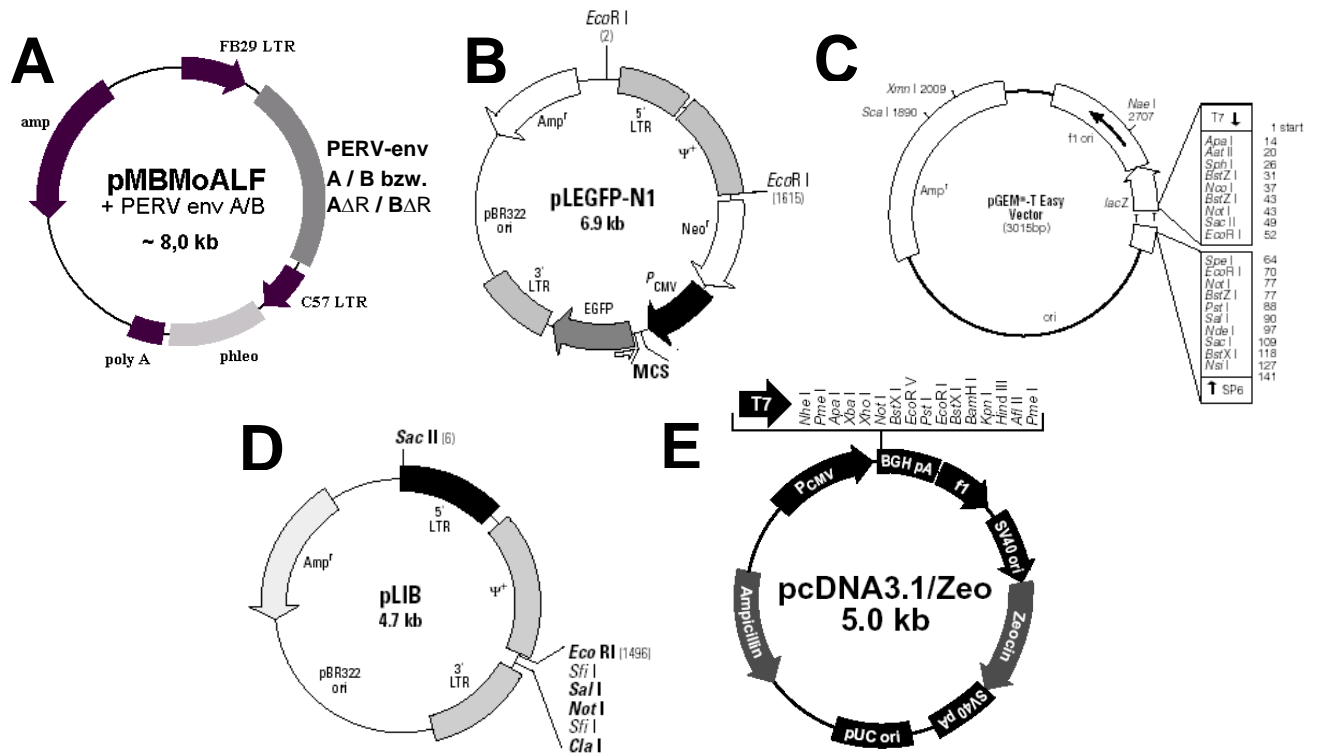 A
FB29 LTR
amp
pMBMoALF
+ PERV env A/B
~ 8,0 kb
PERV-env
A / B bzw.
AΔR / BΔR
C57 LTR
phleo
poly A
B
EcoR I
(2)
Ampʳ
5'
LTR
Ψ⁺
EcoR I
(1615)
pLEGFP-N1
6.9 kb
pBR322
ori
Neoʳ
P CMV
3'
LTR
EGFP
MCS
C
Xmn I 2009
Sca I 1890
Nae I
2707
f1 ori
Ampʳ
pGEM®-T Easy
Vector
(3015bp)
lacZ
ori
T7
1 start
Apa I 14
Aat II 20
Sph I 26
BstZ I 31
Nco I 37
BstZ I 43
Not I 43
Sac II 49
EcoR I 52
Spe I 64
EcoR I 70
Not I 77
BstZ I 77
Pst I 88
Sal I 90
Nde I 97
Sac I 109
BstX I 118
Nsi I 127
141
SP6
D
Sac II (6)
5'
LTR
Ampʳ
Ψ⁺
pLIB
4.7 kb
pBR322
ori
3'
LTR
Eco RI (1496)
Sfi I
Sal I
Not I
Sfi I
Cla I
E
T7
Nhe I
Pme I
Apa I
Xba I
Xho I
Not I
BstX I
EcoR V
Pst I
EcoR I
BstX I
BamH I
Kpn I
Hind III
Afl II
Pme I
PCMV
BGH pA
f1
SV40 ori
pcDNA3.1/Zeo
5.0 kb
Ampicillin
Zeocin
SV40 pA
pUC ori